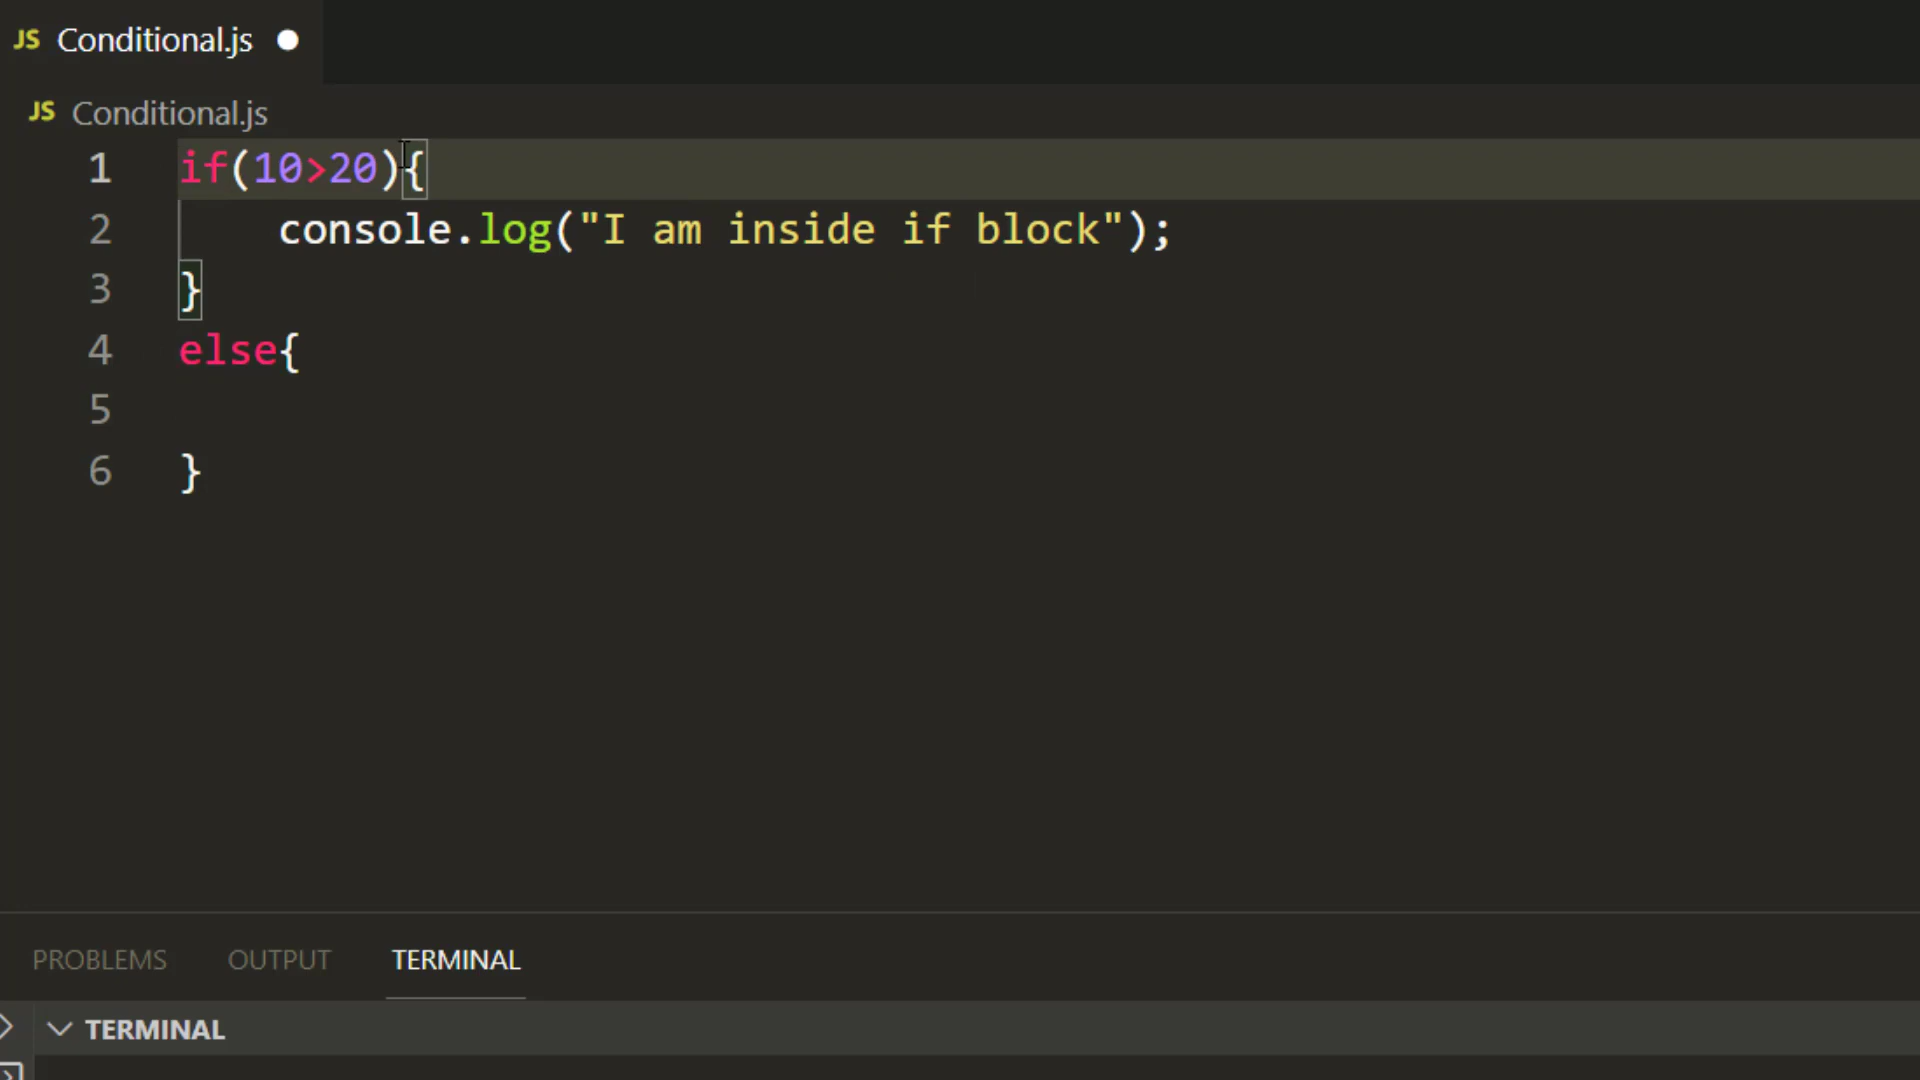 JS Conditional.js
JS Conditional.js
1 if(10>20){
2     console.log("I am inside if block");
3 }
4 else{
5
6 }
PROBLEMS OUTPUT TERMINAL
TERMINAL